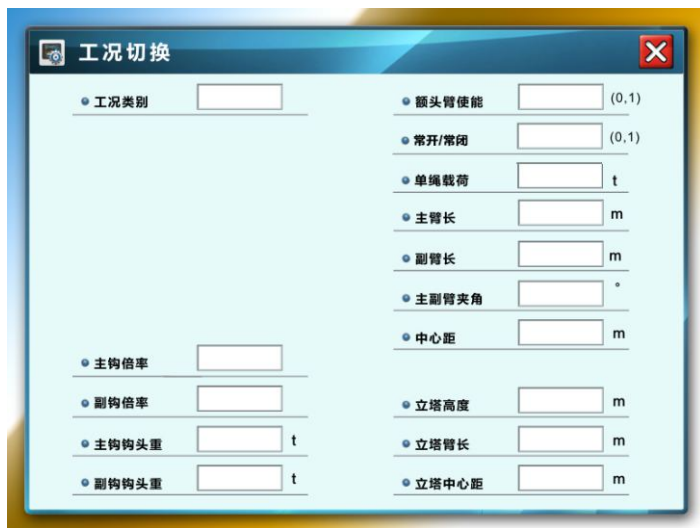 工况切换
工况类别
主钩倍率
副钩倍率
主钩钩头重 t
副钩钩头重 t
额头臂使能 (0,1)
常开/常闭 (0,1)
单绳载荷 t
主臂长 m
副臂长 m
主副臂夹角 °
中心距 m
立塔高度 m
立塔臂长 m
立塔中心距 m